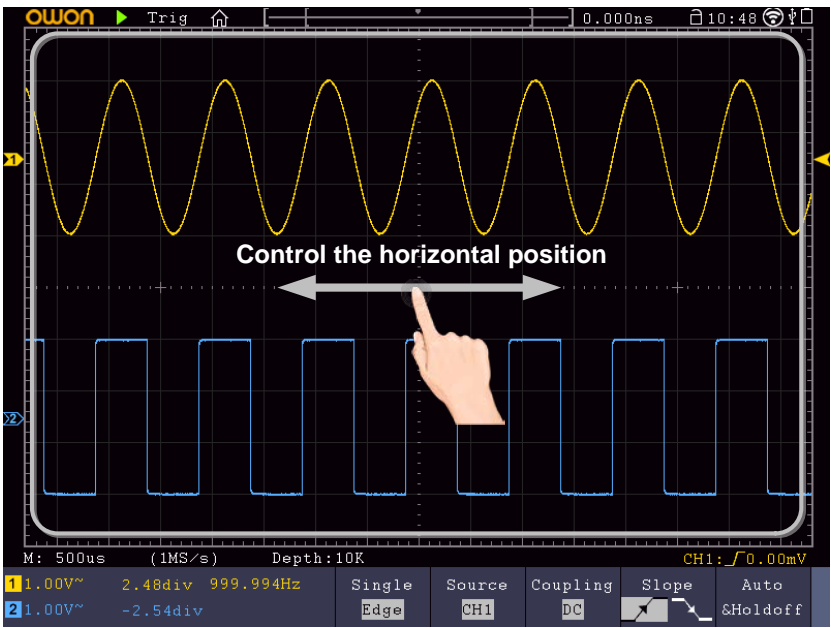 OWON Trig 0.000ns 10:48
1
Control the horizontal position
2
M: 500us (1MS/s) Depth:10K CH1: 0.00mV
1 1.00V~ 2.48div 999.994Hz Single Source Coupling Slope Auto
2 1.00V~ -2.54div Edge CH1 DC &Holdoff